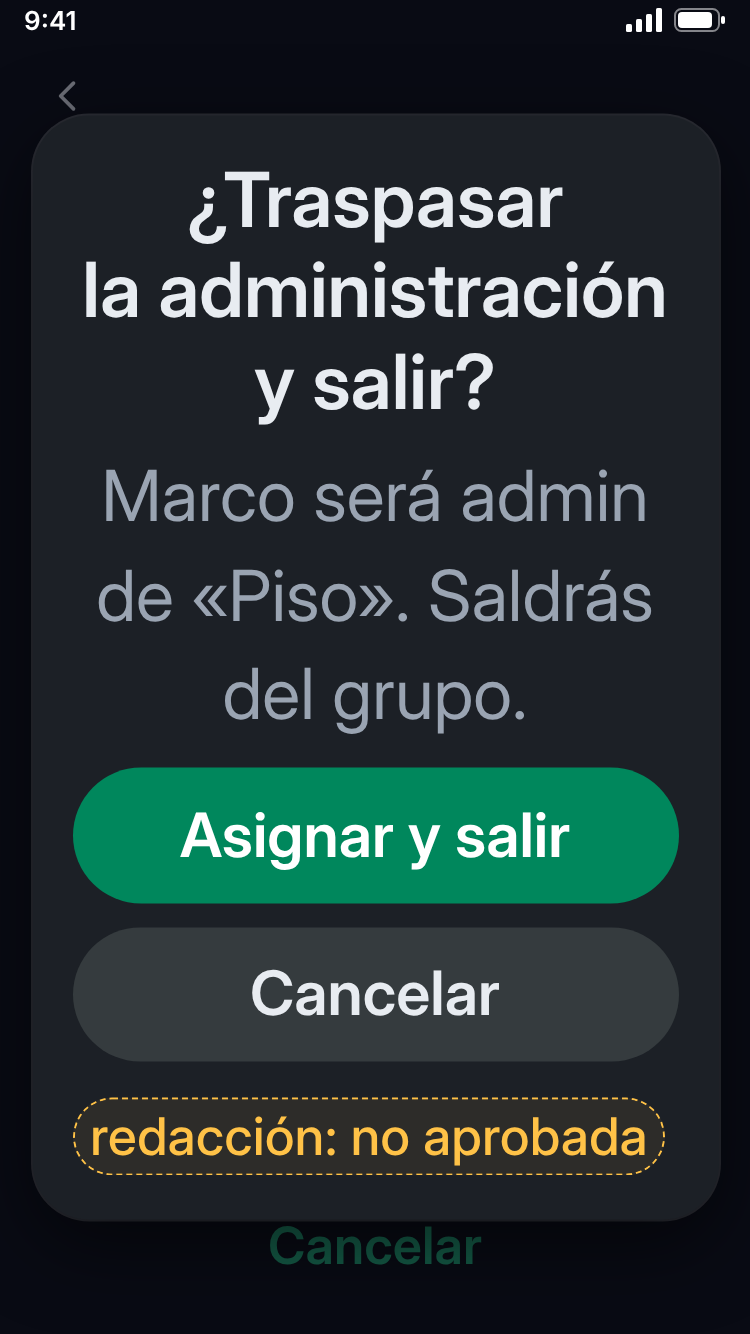 9:41
¿Traspasar
la administración
y salir?
Marco será admin
de «Piso». Saldrás
del grupo.
Asignar y salir
Cancelar
redacción: no aprobada
Cancelar